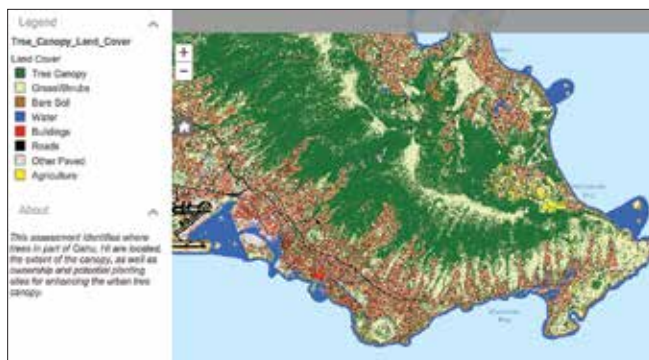 Legend
Tree_Canopy_Land_Cover
Land Cover
Tree Canopy
Grass/Shrubs
Bare Soil
Water
Buildings
Roads
Other Paved
Agriculture
About
This assessment identifies where
trees in part of Oahu, HI are located,
the extent of the canopy, as well as
ownership and potential planting
sites for enhancing the urban tree
canopy.
+
−
Bay
Bay